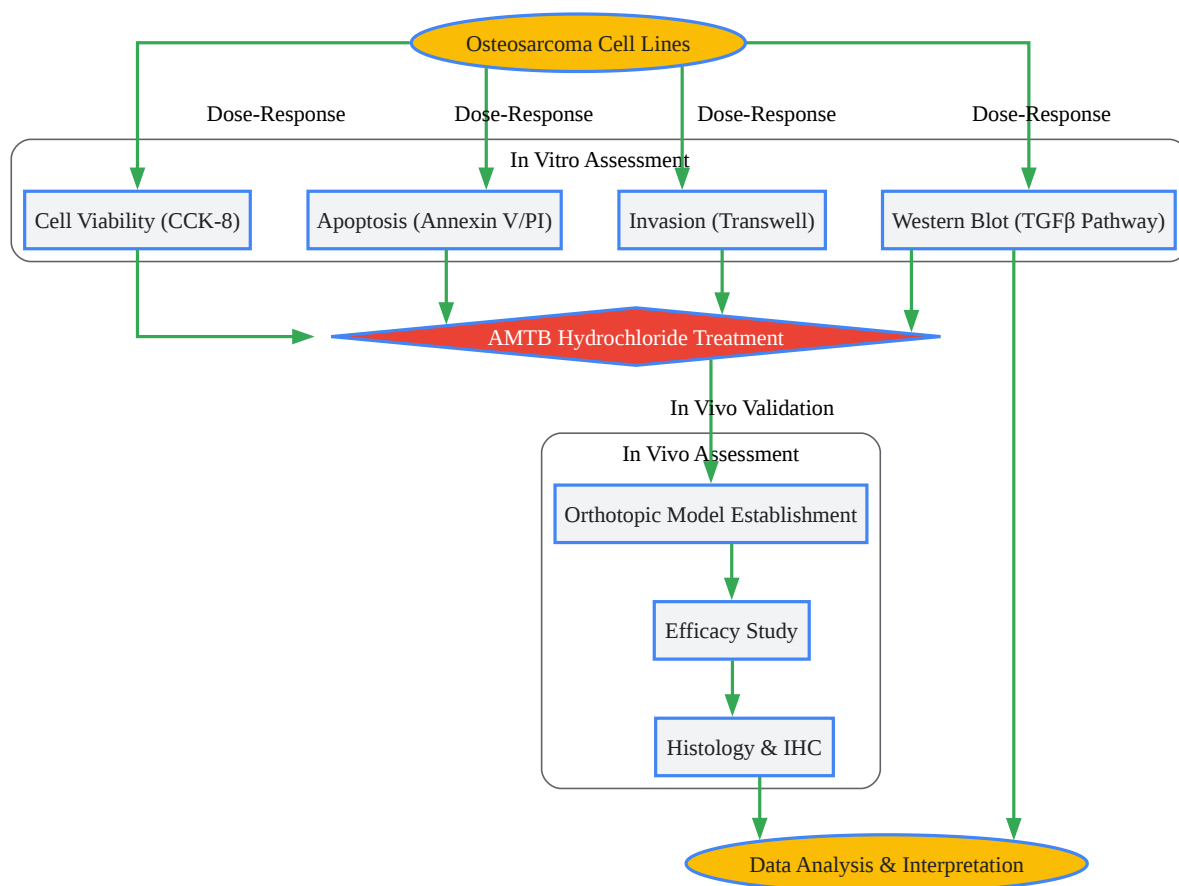 Osteosarcoma Cell Lines
Dose-Response
Dose-Response
Dose-Response
Dose-Response
In Vitro Assessment
Cell Viability (CCK-8)
Apoptosis (Annexin V/PI)
Invasion (Transwell)
Western Blot (TGFβ Pathway)
AMTB Hydrochloride Treatment
In Vivo Validation
In Vivo Assessment
Orthotopic Model Establishment
Efficacy Study
Histology & IHC
Data Analysis & Interpretation